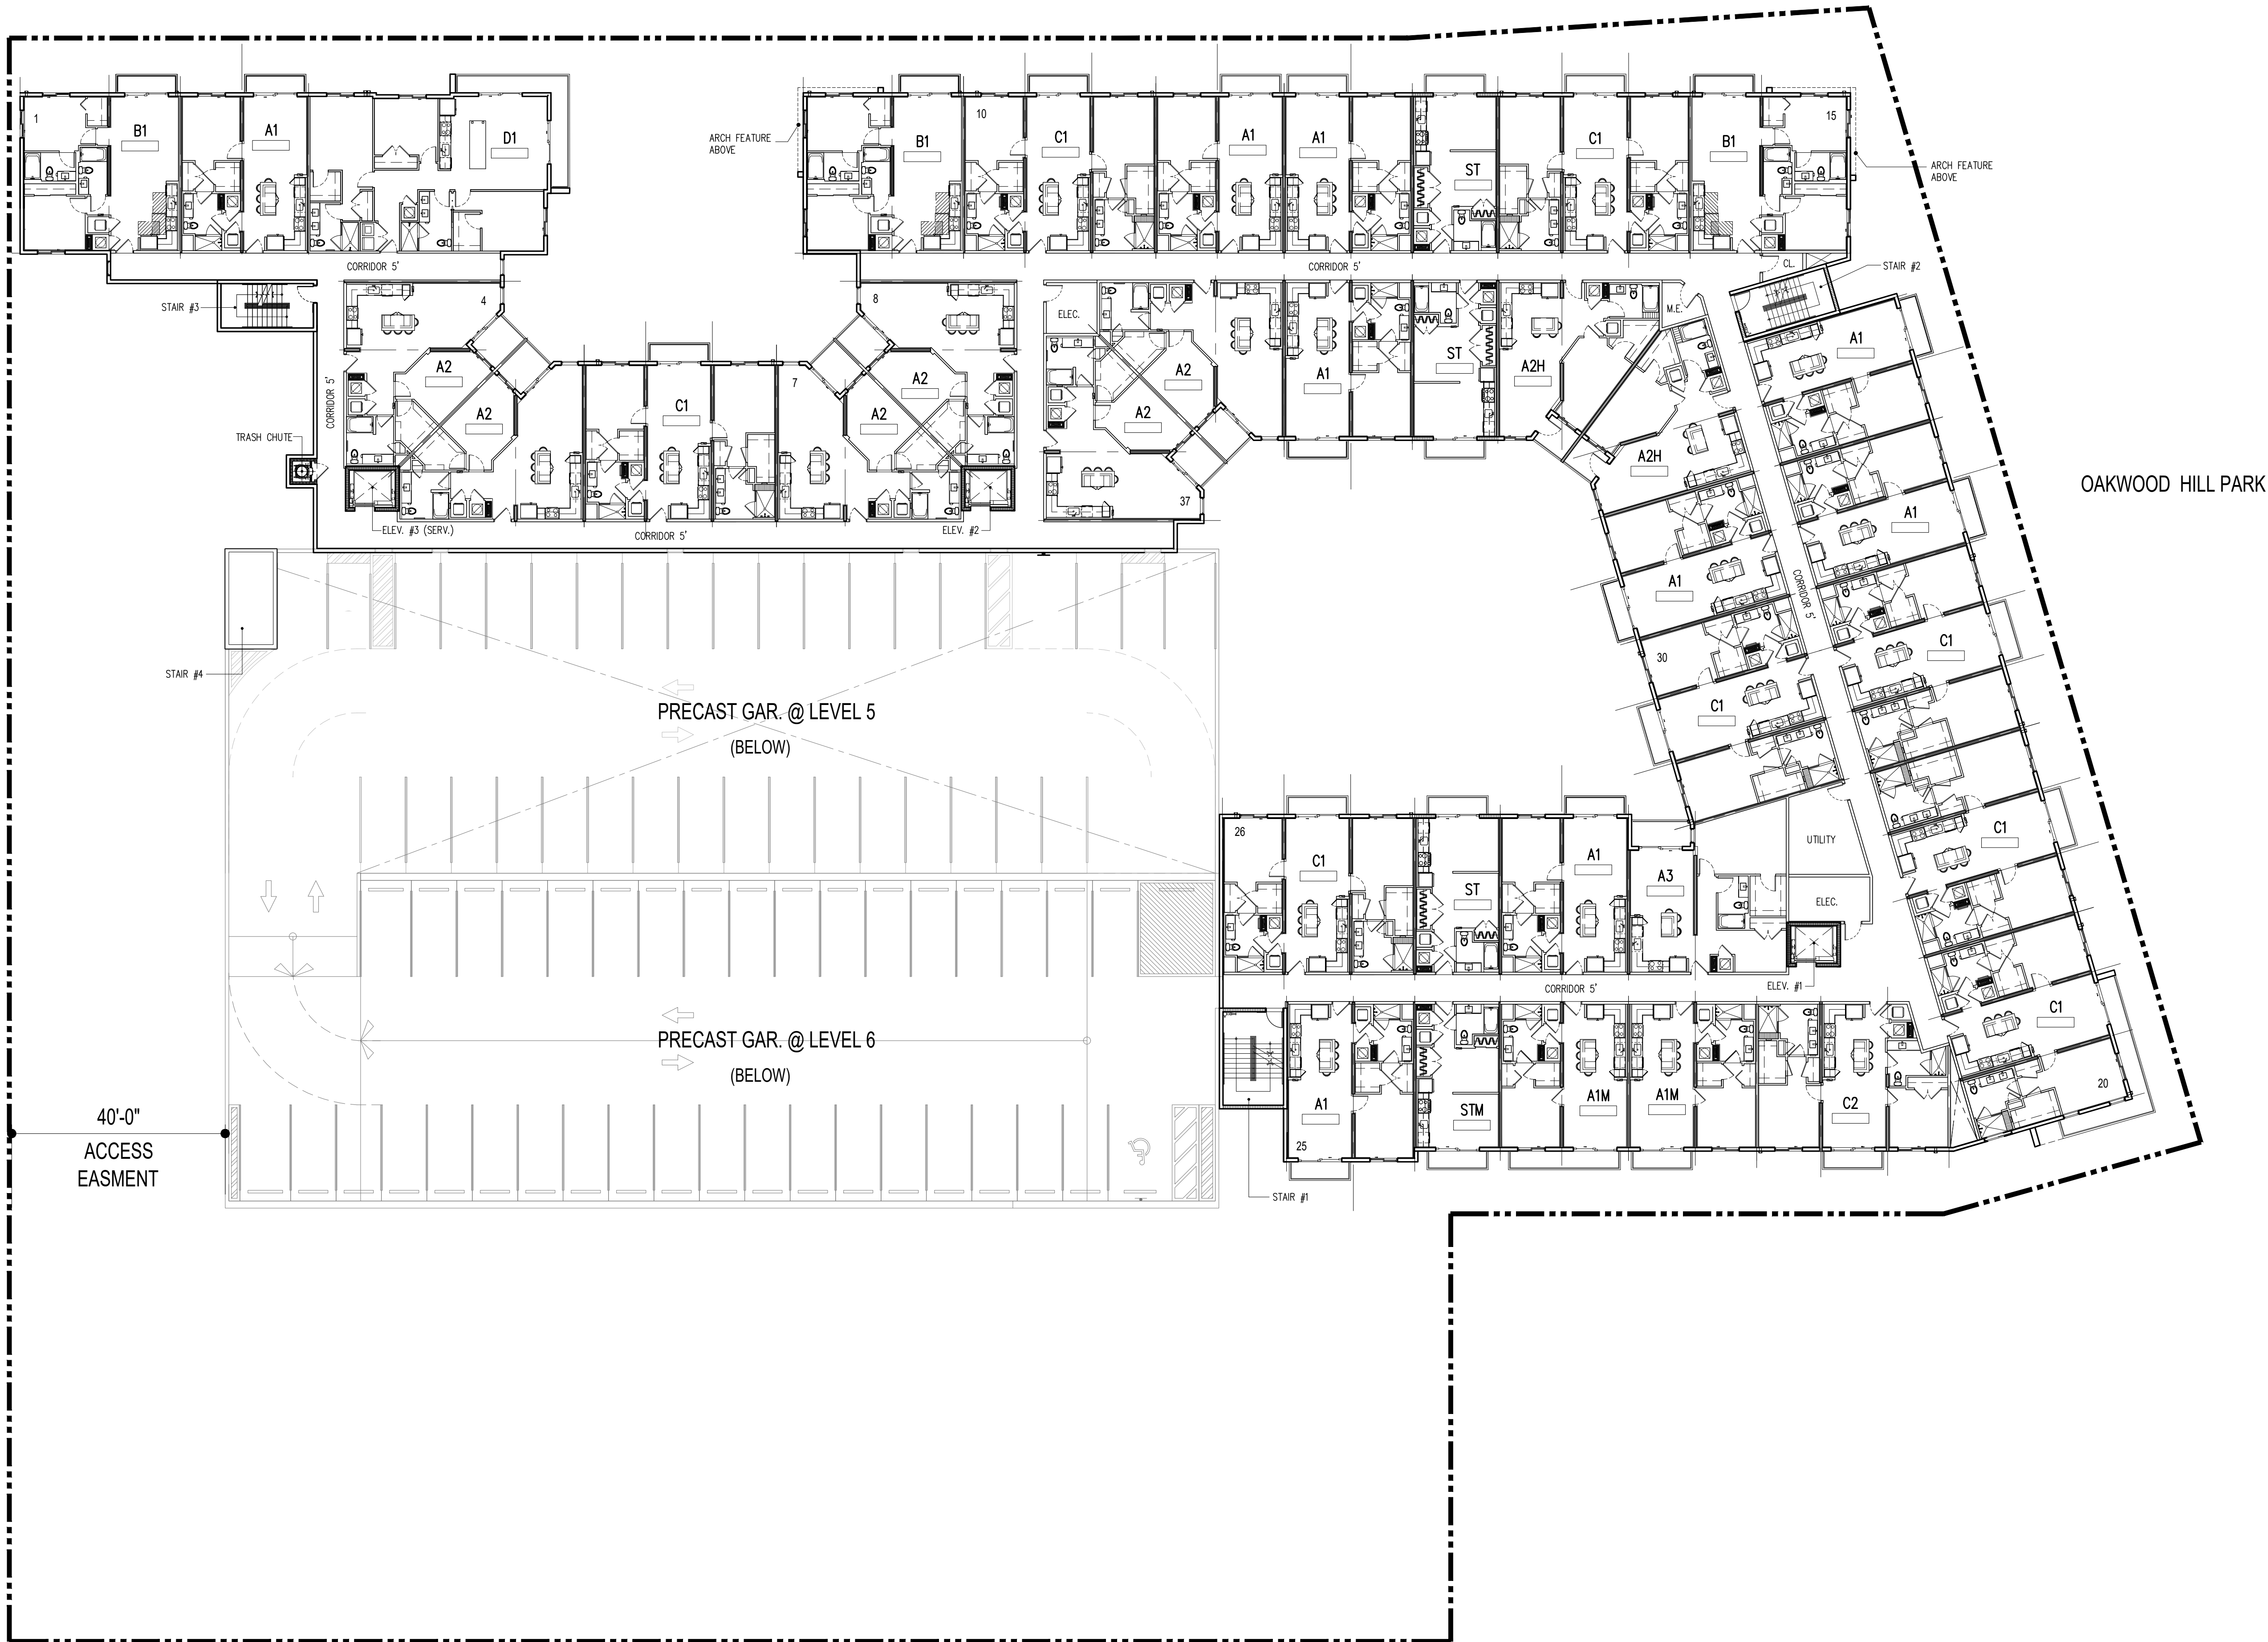 1
B1
A1
D1
ARCH FEATURE
ABOVE
B1
10
C1
A1
A1
ST
C1
B1
15
ARCH FEATURE
ABOVE
CORRIDOR 5'
CORRIDOR 5'
CL.
STAIR #2
STAIR #3
4
8
ELEC.
M.E.
A1
A2
A2
C1
7
A2
A2
A2
A2
A1
ST
A2H
A2H
CORRIDOR 5'
TRASH CHUTE
OAKWOOD HILL PARK
37
A1
ELEV. #3 (SERV.)
CORRIDOR 5'
ELEV. #2
A1
CORRIDOR 5'
C1
STAIR #4
30
C1
PRECAST GAR. @ LEVEL 5
(BELOW)
26
C1
ST
A1
A3
UTILITY
C1
ELEC.
CORRIDOR 5'
ELEV. #1
C1
PRECAST GAR. @ LEVEL 6
(BELOW)
20
A1
STM
A1M
A1M
C2
25
40'-0"
ACCESS
EASMENT
STAIR #1